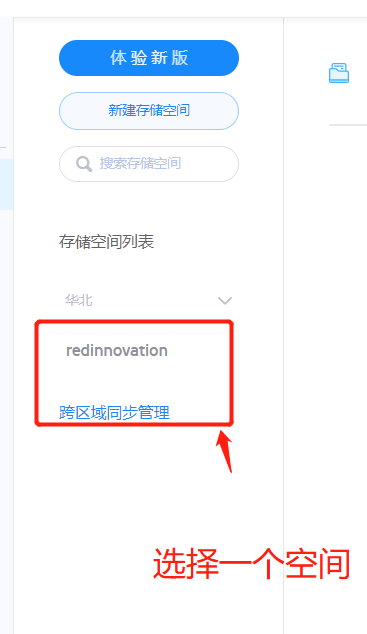 体验新版
新建存储空间
搜索存储空间
存储空间列表
华北
redinnovation
跨区域同步管理
选择一个空间